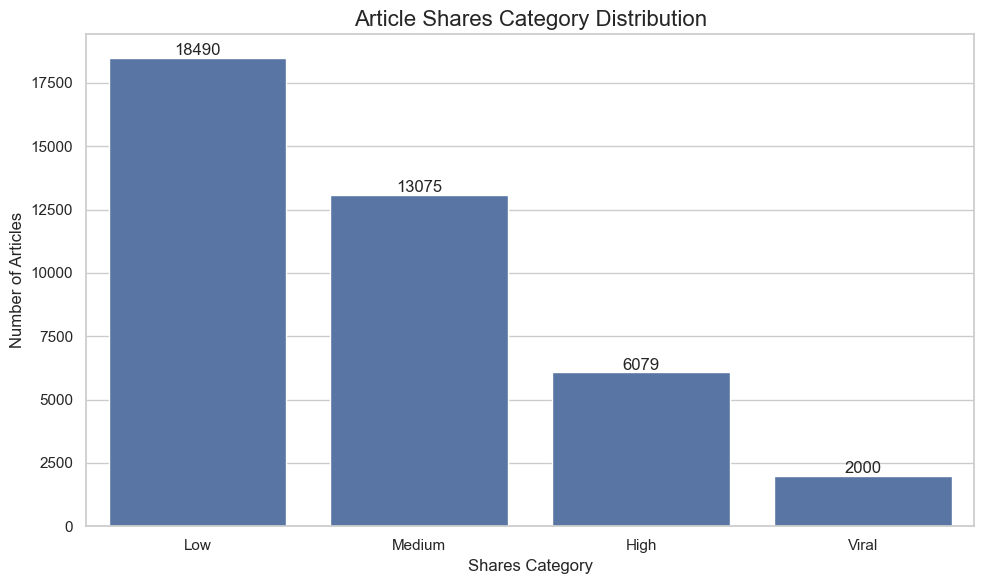 Article Shares Category Distribution
Number of Articles
17500
15000
12500
10000
7500
5000
2500
0
18490
13075
6079
2000
Low
Medium
High
Viral
Shares Category